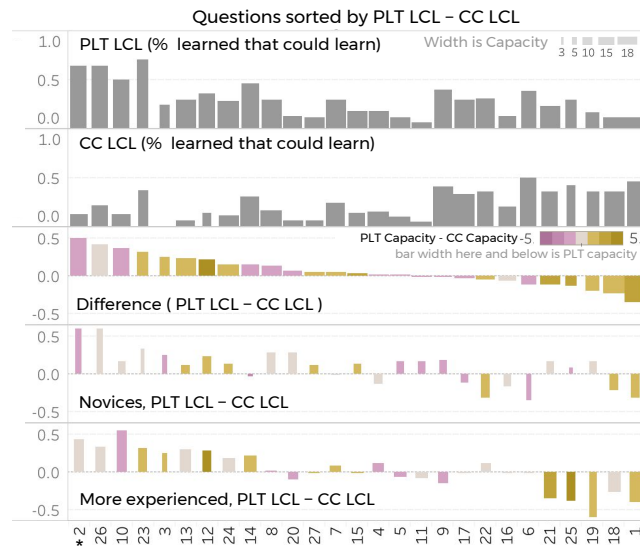 Questions sorted by PLT LCL – CC LCL
1.0 PLT LCL (% learned that could learn) Width is Capacity
3 5 10 15 18
0.5
0.0
1.0
CC LCL (% learned that could learn)
0.5
0.0
0.5 PLT Capacity - CC Capacity -5 5
bar width here and below is PLT capacity
0.0
Difference ( PLT LCL – CC LCL )
-0.5
0.5
0.0
Novices, PLT LCL – CC LCL
-0.5
0.5
0.0
More experienced, PLT LCL – CC LCL
-0.5
* 2 26 10 23 3 13 12 24 14 8 20 27 7 15 4 5 11 9 17 22 16 6 21 25 19 18 1